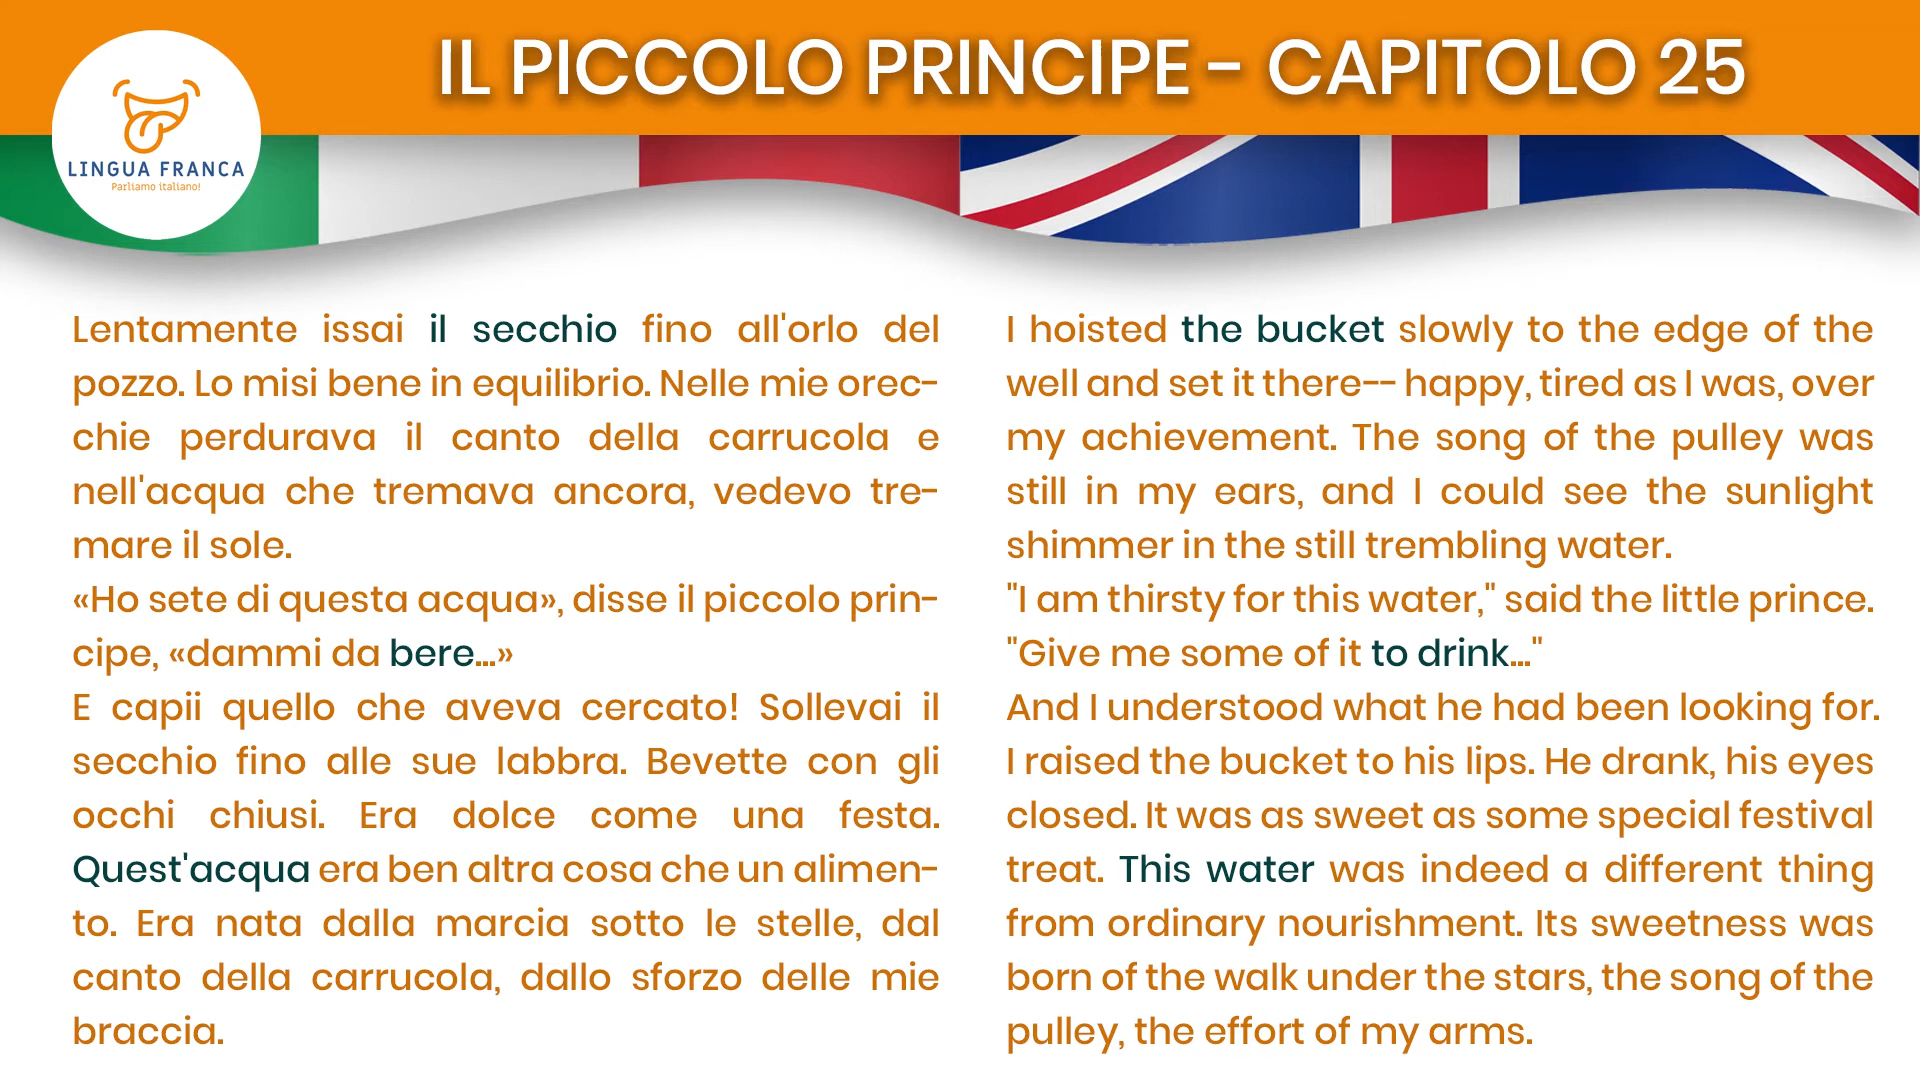 IL PICCOLO PRINCIPE - CAPITOLO 25
LINGUA FRANCA
Parliamo italiano!
Lentamente issai il secchio fino all'orlo del
pozzo. Lo misi bene in equilibrio. Nelle mie orec-
chie perdurava il canto della carrucola e
nell'acqua che tremava ancora, vedevo tre-
mare il sole.
«Ho sete di questa acqua», disse il piccolo prin-
cipe, «dammi da bere...»
E capii quello che aveva cercato! Sollevai il
secchio fino alle sue labbra. Bevette con gli
occhi chiusi. Era dolce come una festa.
Quest'acqua era ben altra cosa che un alimen-
to. Era nata dalla marcia sotto le stelle, dal
canto della carrucola, dallo sforzo delle mie
braccia.
I hoisted the bucket slowly to the edge of the
well and set it there-- happy, tired as I was, over
my achievement. The song of the pulley was
still in my ears, and I could see the sunlight
shimmer in the still trembling water.
"I am thirsty for this water," said the little prince.
"Give me some of it to drink..."
And I understood what he had been looking for.
I raised the bucket to his lips. He drank, his eyes
closed. It was as sweet as some special festival
treat. This water was indeed a different thing
from ordinary nourishment. Its sweetness was
born of the walk under the stars, the song of the
pulley, the effort of my arms.